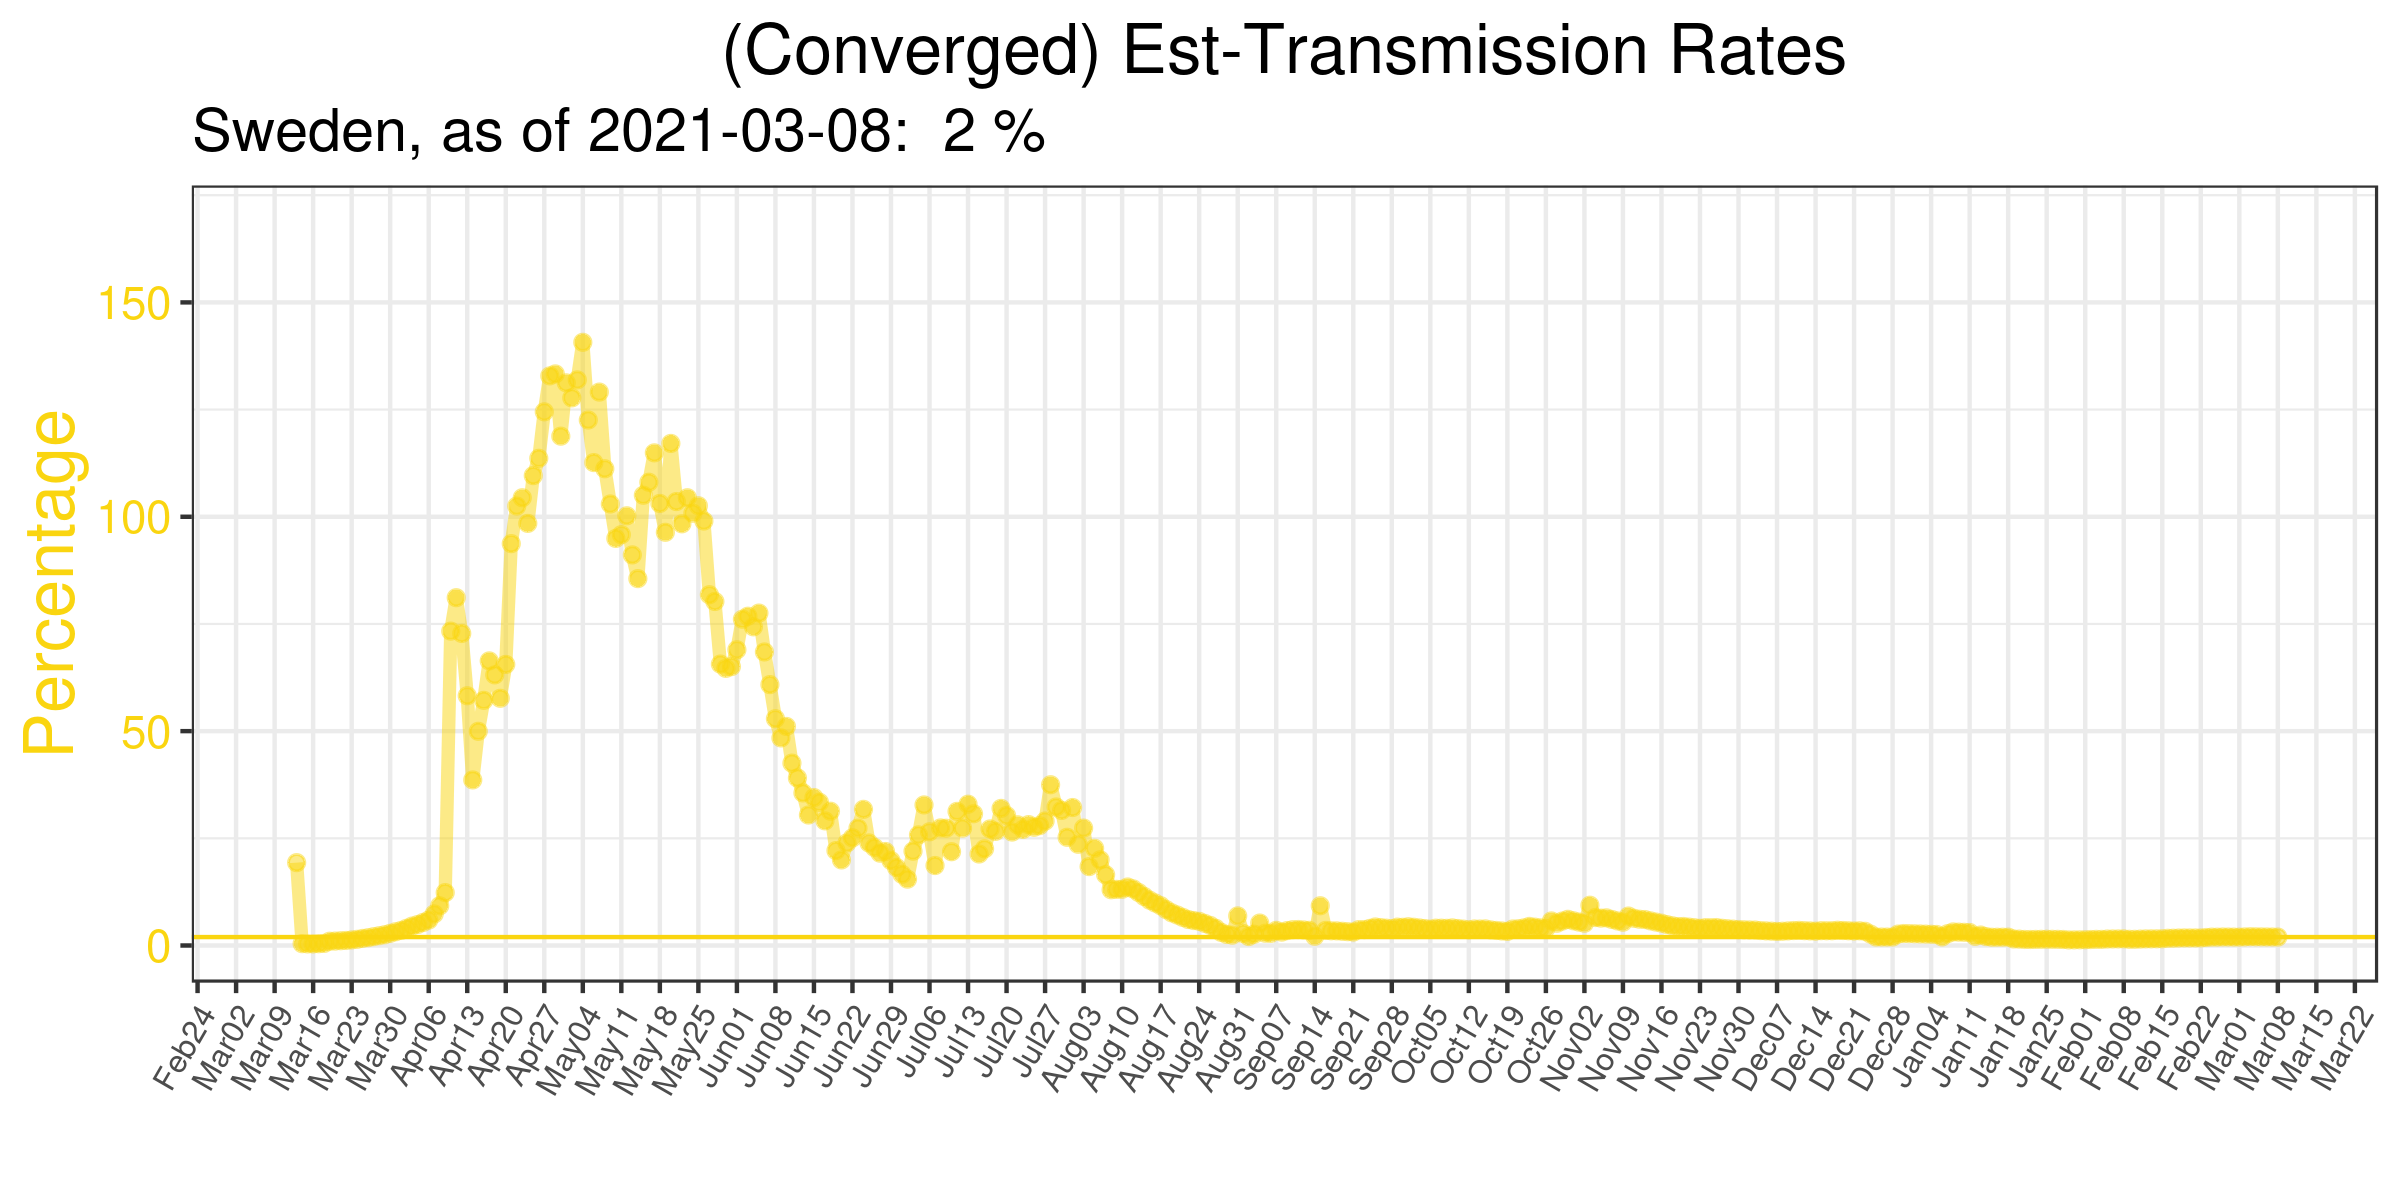 (Converged) Est-Transmission Rates
Sweden, as of 2021-03-08:  2 %
Percentage
150
100
50
0
Feb24
Mar02
Mar09
Mar16
Mar23
Mar30
Apr06
Apr13
Apr20
Apr27
May04
May11
May18
May25
Jun01
Jun08
Jun15
Jun22
Jun29
Jul06
Jul13
Jul20
Jul27
Aug03
Aug10
Aug17
Aug24
Aug31
Sep07
Sep14
Sep21
Sep28
Oct05
Oct12
Oct19
Oct26
Nov02
Nov09
Nov16
Nov23
Nov30
Dec07
Dec14
Dec21
Dec28
Jan04
Jan11
Jan18
Jan25
Feb01
Feb08
Feb15
Feb22
Mar01
Mar08
Mar15
Mar22